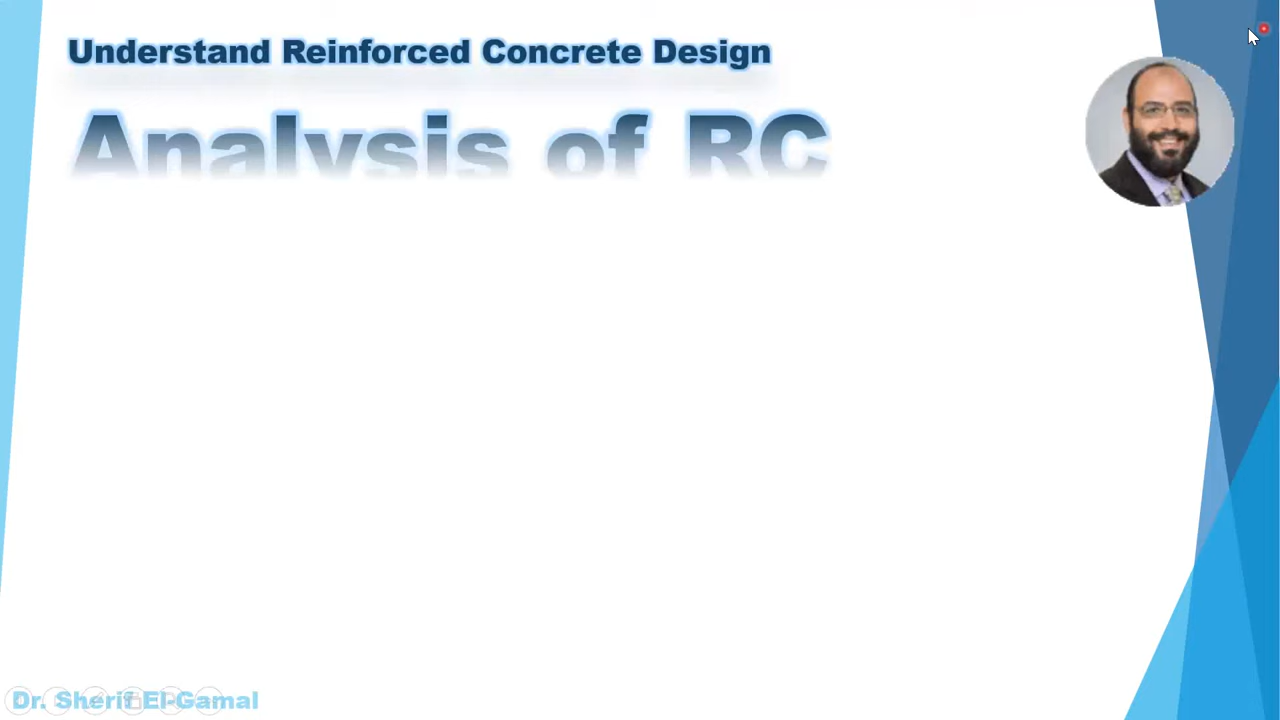 Understand Reinforced Concrete Design
Analysis of RC
Dr. Sherif El-Gamal